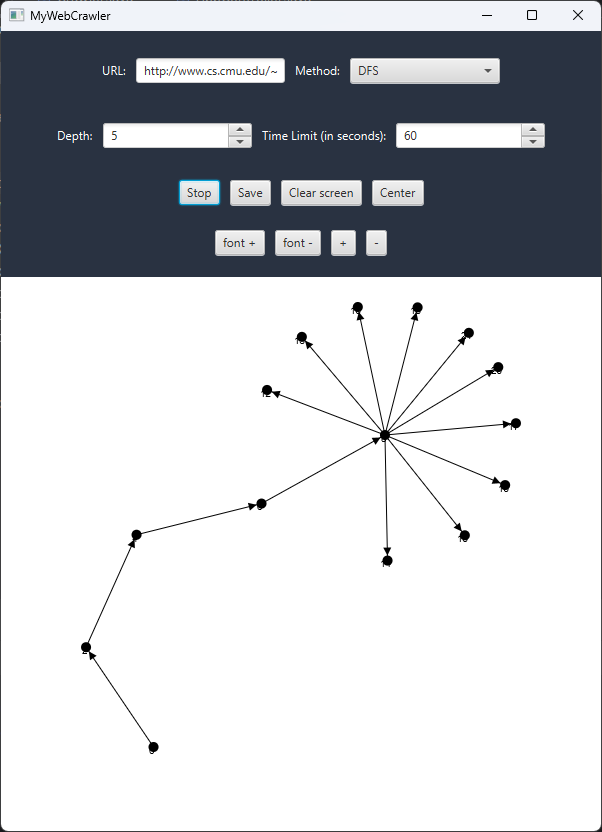 MyWebCrawler
URL: http://www.cs.cmu.edu/~ Method: DFS
Depth: 5 Time Limit (in seconds): 60
Stop Save Clear screen Center
font + font - + -